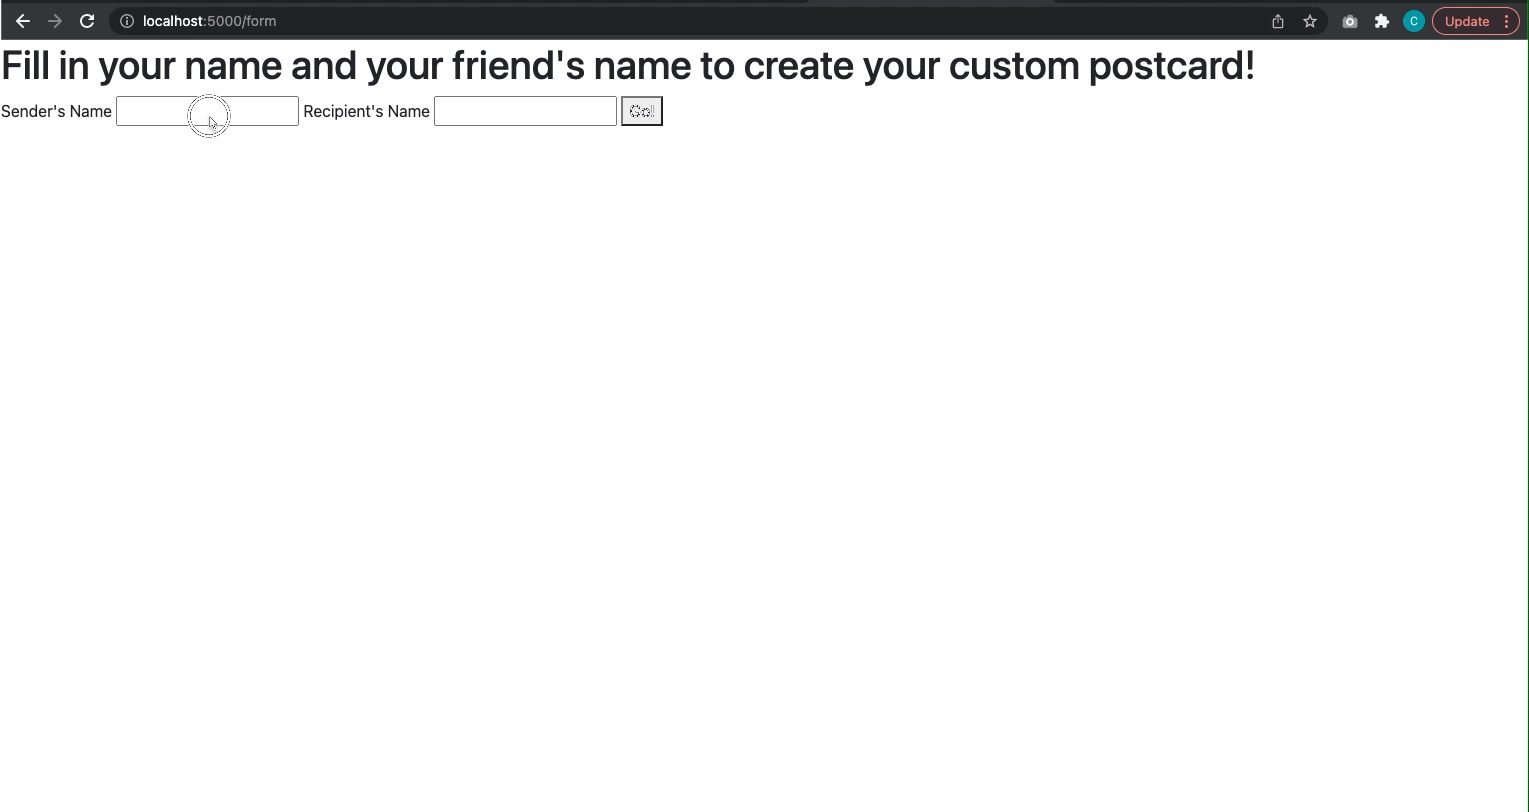 localhost:5000/form
C
Update
Fill in your name and your friend's name to create your custom postcard!
Sender's Name Recipient's Name Go!